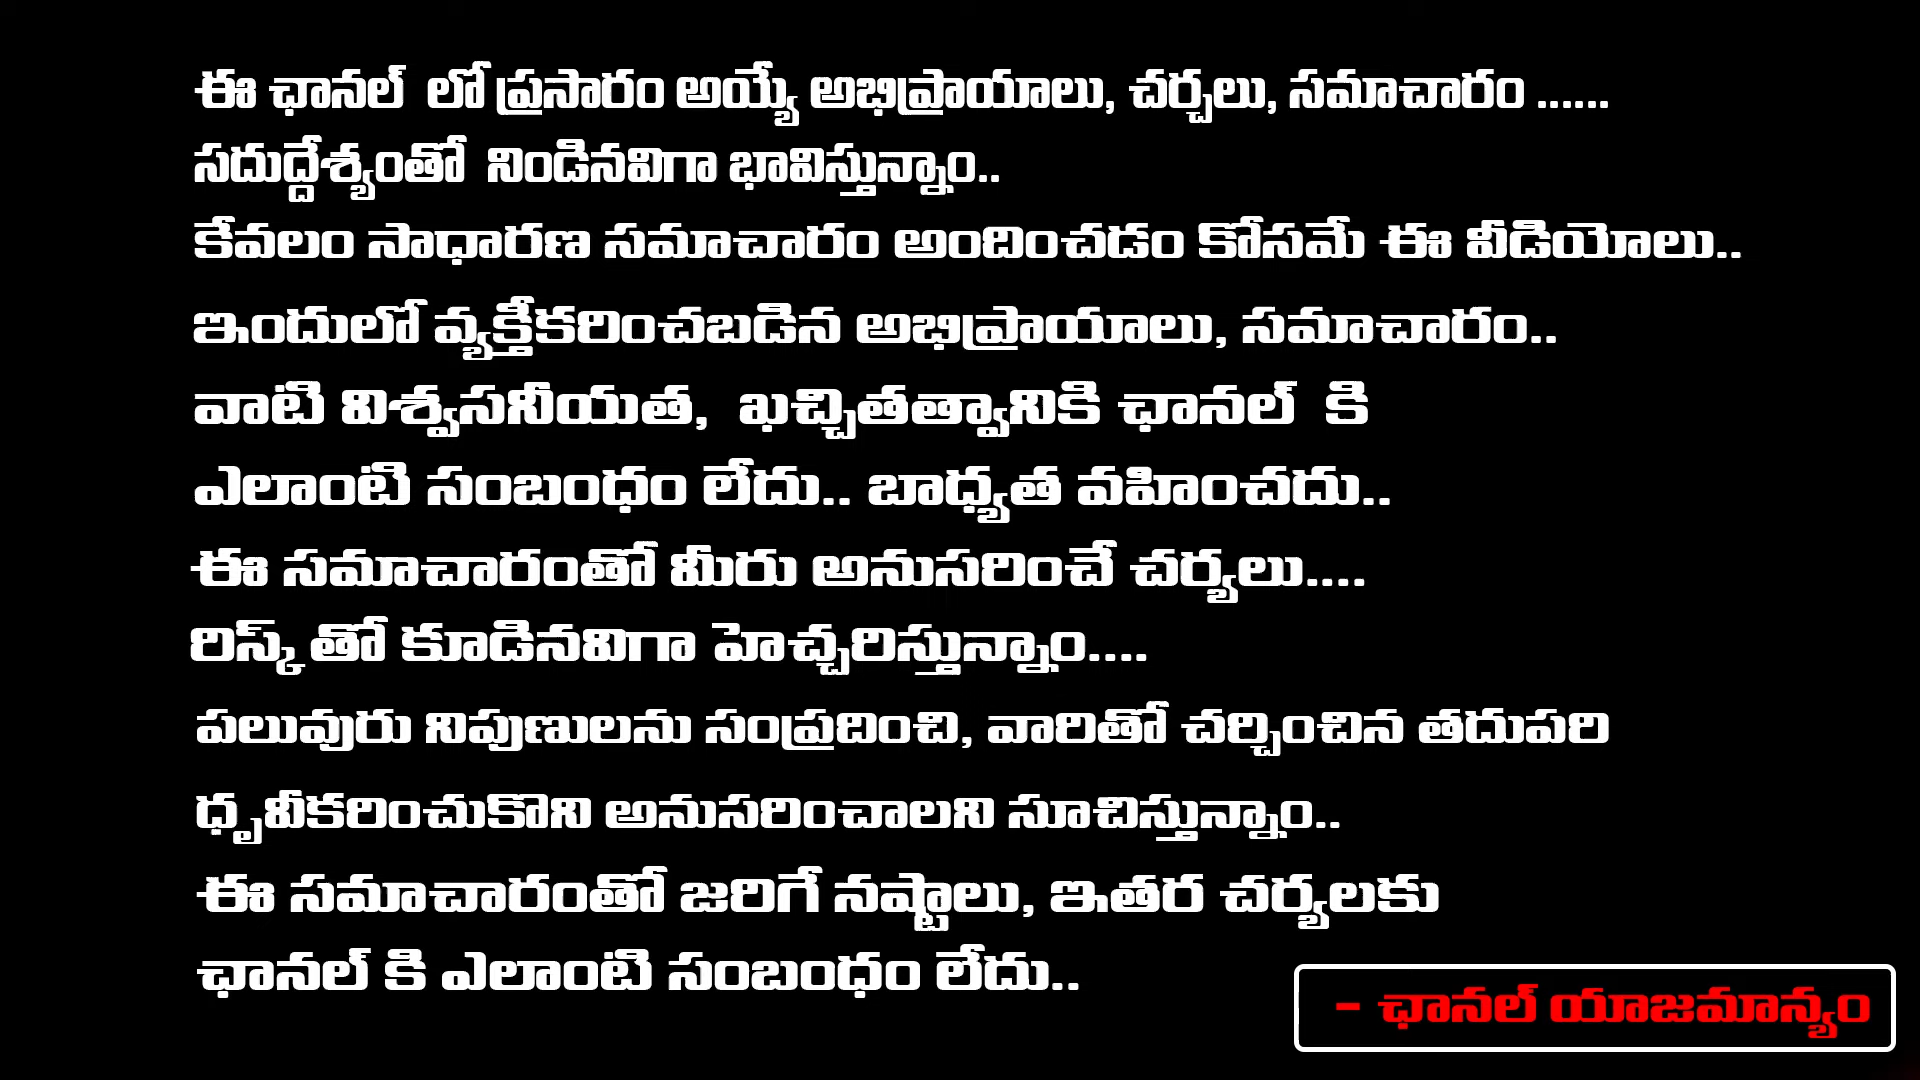 ఈ ఛానల్ లో ప్రసారం అయ్యే అభిప్రాయాలు, చర్చలు, సమాచారం ......
సదుద్దేశ్యంతో నిండినవిగా భావిస్తున్నాం..
కేవలం సాధారణ సమాచారం అందించడం కోసమే ఈ వీడియోలు..
ఇందులో వ్యక్తీకరించబడిన అభిప్రాయాలు, సమాచారం..
వాటి విశ్వసనీయత, ఖచ్చితత్వానికి ఛానల్ కి
ఎలాంటి సంబంధం లేదు.. బాధ్యత వహించదు..
ఈ సమాచారంతో మీరు అనుసరించే చర్యలు....
రిస్క్ తో కూడినవిగా హెచ్చరిస్తున్నాం....
పలువురు నిపుణులను సంప్రదించి, వారితో చర్చించిన తదుపరి
ధృవీకరించుకొని అనుసరించాలని సూచిస్తున్నాం..
ఈ సమాచారంతో జరిగే నష్టాలు, ఇతర చర్యలకు
ఛానల్ కి ఎలాంటి సంబంధం లేదు..
- ఛానల్ యాజమాన్యం